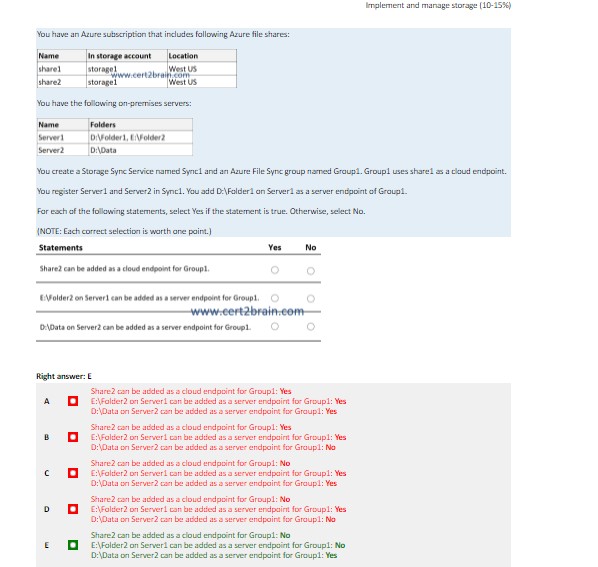 Implement and manage storage (10-15%)
You have an Azure subscription that includes following Azure file shares:
Name In storage account Location
share1 storage1 West US
www.cert2brain.com
share2 storage1 West US
You have the following on-premises servers:
Name Folders
Server1 D:\Folder1, E:\Folder2
Server2 D:\Data
You create a Storage Sync Service named Sync1 and an Azure File Sync group named Group1. Group1 uses share1 as a cloud endpoint.
You register Server1 and Server2 in Sync1. You add D:\Folder1 on Server1 as a server endpoint of Group1.
For each of the following statements, select Yes if the statement is true. Otherwise, select No.
(NOTE: Each correct selection is worth one point.)
Statements Yes No
Share2 can be added as a cloud endpoint for Group1.
E:\Folder2 on Server1 can be added as a server endpoint for Group1.
www.cert2brain.com
D:\Data on Server2 can be added as a server endpoint for Group1.
Right answer: E
Share2 can be added as a cloud endpoint for Group1: Yes
A E:\Folder2 on Server1 can be added as a server endpoint for Group1: Yes
D:\Data on Server2 can be added as a server endpoint for Group1: Yes
Share2 can be added as a cloud endpoint for Group1: Yes
B E:\Folder2 on Server1 can be added as a server endpoint for Group1: Yes
D:\Data on Server2 can be added as a server endpoint for Group1: No
Share2 can be added as a cloud endpoint for Group1: No
C E:\Folder2 on Server1 can be added as a server endpoint for Group1: Yes
D:\Data on Server2 can be added as a server endpoint for Group1: Yes
Share2 can be added as a cloud endpoint for Group1: No
D E:\Folder2 on Server1 can be added as a server endpoint for Group1: Yes
D:\Data on Server2 can be added as a server endpoint for Group1: No
Share2 can be added as a cloud endpoint for Group1: No
E E:\Folder2 on Server1 can be added as a server endpoint for Group1: No
D:\Data on Server2 can be added as a server endpoint for Group1: Yes